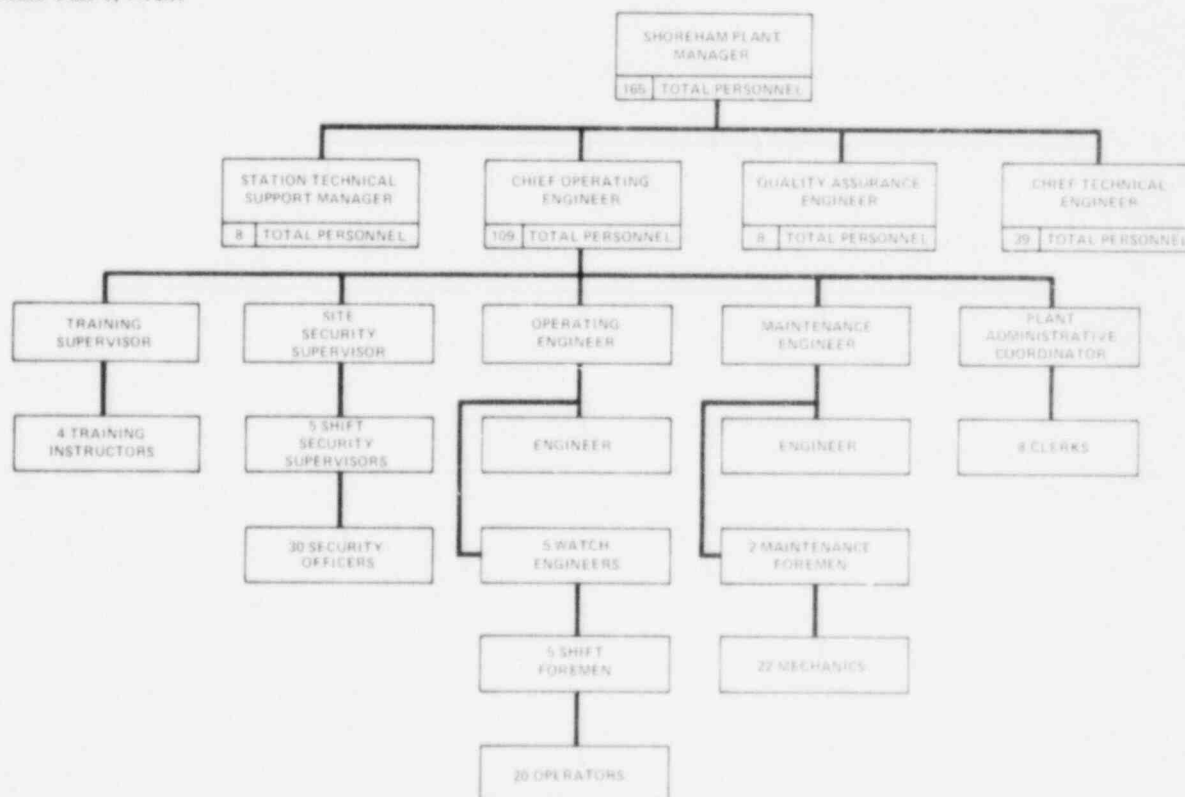 SHOREHAM PLANT
MANAGER
165 TOTAL PERSONNEL
STATION TECHNICAL
SUPPORT MANAGER
8 TOTAL PERSONNEL
CHIEF OPERATING
ENGINEER
109 TOTAL PERSONNEL
QUALITY ASSURANCE
ENGINEER
8 TOTAL PERSONNEL
CHIEF TECHNICAL
ENGINEER
39 TOTAL PERSONNEL
TRAINING
SUPERVISOR
SITE
SECURITY
SUPERVISOR
OPERATING
ENGINEER
MAINTENANCE
ENGINEER
PLANT
ADMINISTRATIVE
COORDINATOR
4 TRAINING
INSTRUCTORS
5 SHIFT
SECURITY
SUPERVISORS
ENGINEER
ENGINEER
8 CLERKS
30 SECURITY
OFFICERS
5 WATCH
ENGINEERS
2 MAINTENANCE
FOREMEN
5 SHIFT
FOREMEN
22 MECHANICS
20 OPERATORS